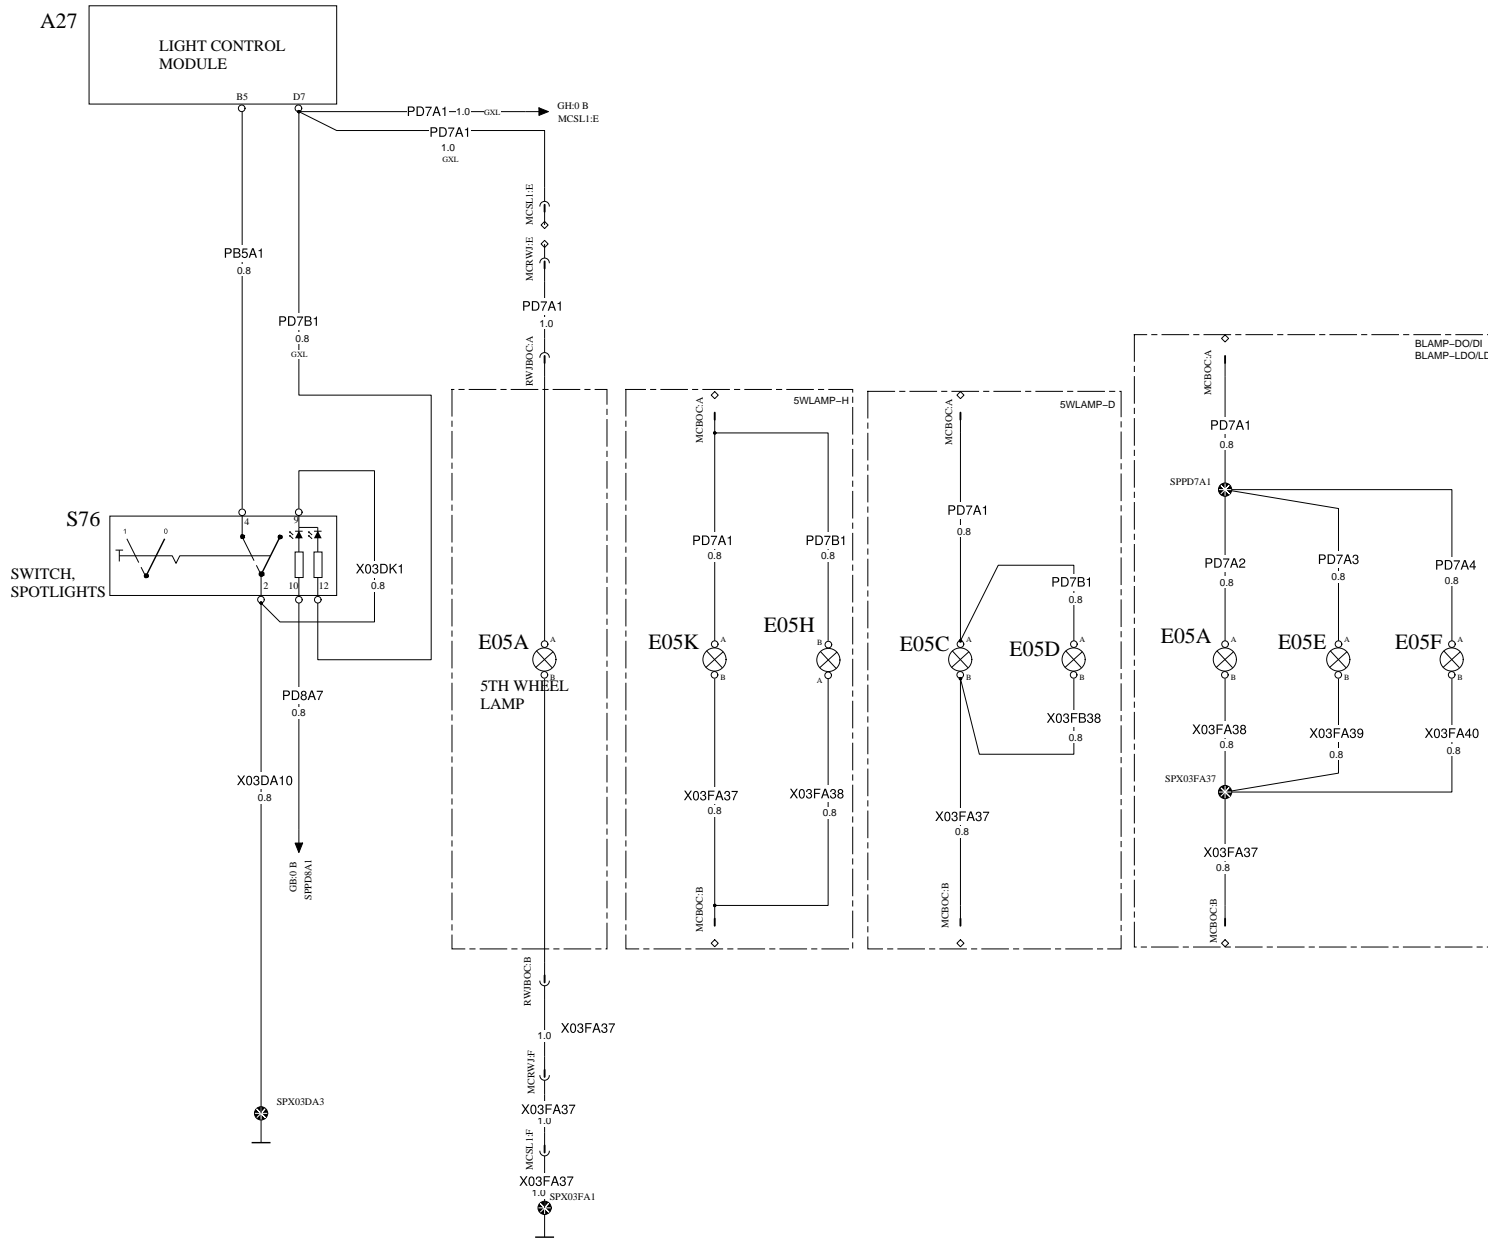 A27
LIGHT CONTROL
MODULE
B5
D7
PD7A1
1.0
GXL
GH:0 B
MCSL1:E
PD7A1
1.0
GXL
MCSL1:E
MCRWJ:E
PB5A1
0.8
PD7B1
0.8
GXL
PD7A1
1.0
RWJBOC:A
S76
SWITCH,
SPOTLIGHTS
1
0
4
9
2
10
12
X03DK1
0.8
PD8A7
0.8
X03DA10
0.8
GB:0 B
SPPD8A1
SPX03DA3
E05A
A
B
5TH WHEEL
LAMP
RWJBOC:B
X03FA37
1.0
MCRWJ:F
X03FA37
1.0
MCSL1:F
X03FA37
1.0
SPX03FA1
5WLAMP-H
MCBOC:A
PD7A1
0.8
PD7B1
0.8
E05K
A
B
E05H
B
A
X03FA37
0.8
X03FA38
0.8
MCBOC:B
5WLAMP-D
MCBOC:A
PD7A1
0.8
PD7B1
0.8
E05C
A
B
E05D
A
B
X03FB38
0.8
X03FA37
0.8
MCBOC:B
BLAMP-DO/DI
BLAMP-LDO/LD
MCBOC:A
PD7A1
0.8
SPPD7A1
PD7A2
0.8
PD7A3
0.8
PD7A4
0.8
E05A
A
B
E05E
A
B
E05F
A
B
X03FA38
0.8
X03FA39
0.8
X03FA40
0.8
SPX03FA37
X03FA37
0.8
MCBOC:B